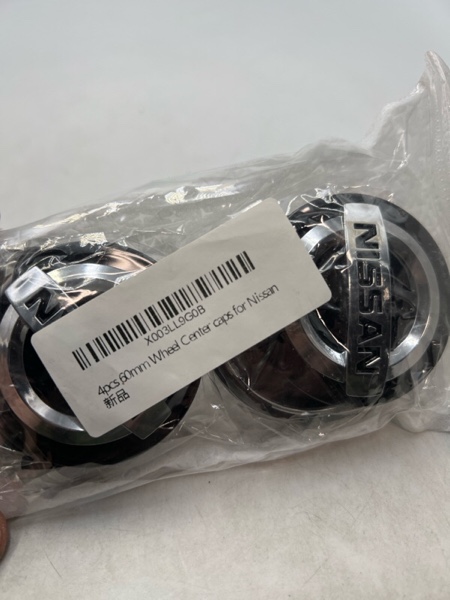 X003LL9G0B
4pcs 60mm Wheel Center caps for Nissan
新品
NISSAN
N